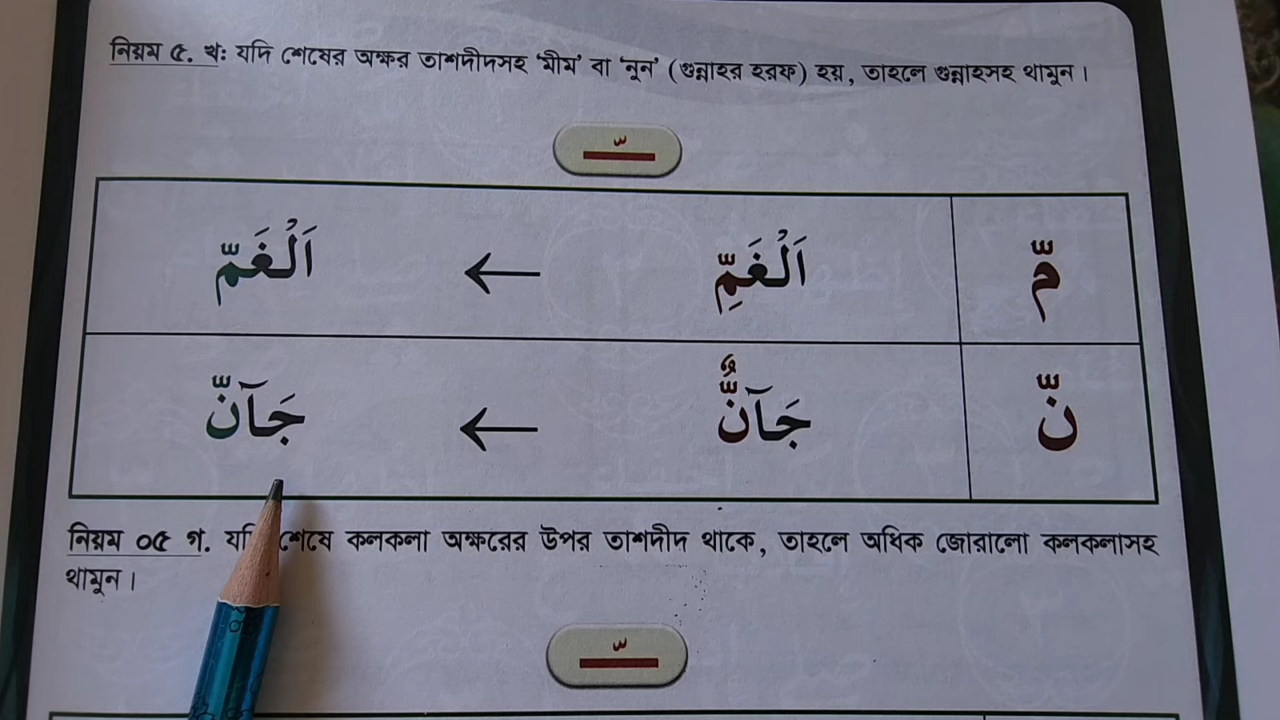 নিয়ম ৫. খঃ যদি শেষের অক্ষর তাশদীদসহ 'মীম' বা 'নূন' (গুন্নাহর হরফ) হয়, তাহলে গুন্নাহসহ থামুন।
ّ
مّ اَلْغَمِّ ← اَلْغَمّ
نّ جَآنٌّ ← جَآنّ
নিয়ম ০৫ গ. যদি শেষে কলকলা অক্ষরের উপর তাশদীদ থাকে, তাহলে অধিক জোরালো কলকলাসহ
থামুন।
ّ